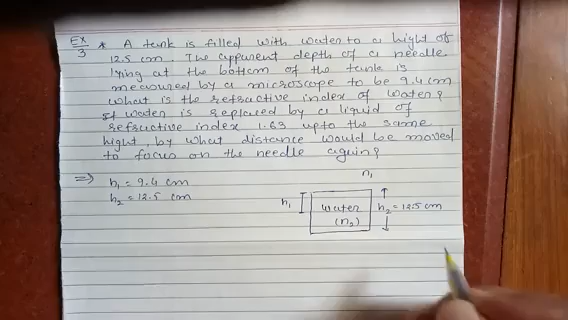 Ex
3 * A tank is filled with water to a hight of
12.5 cm. The apparent depth of a needle
lying at the bottom of the tank is
measured by a microscope to be 9.4 cm
what is the refractive index of water?
If water is replaced by a liquid of
refractive index 1.63 upto the same
hight, by what distance would be moved
to focus on the needle again?
⇒ h₁ = 9.4 cm
h₂ = 12.5 cm
n₁
h₁ water h₂ = 12.5 cm
(n₂)